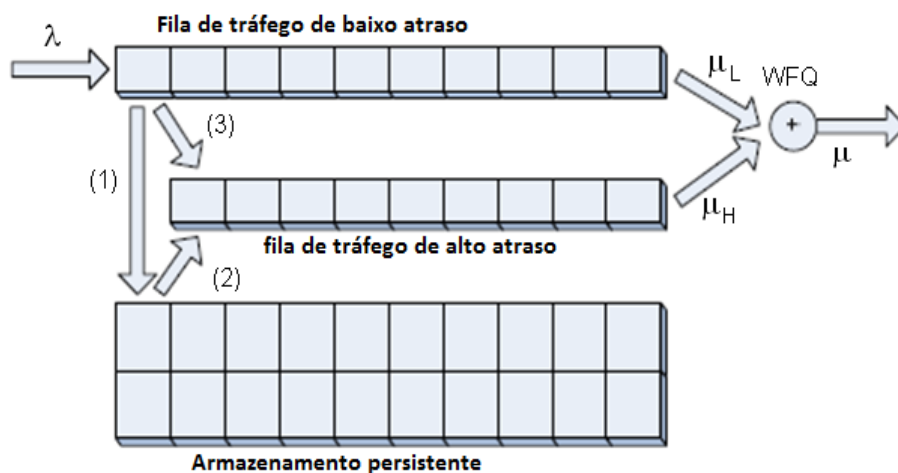 Fila de tráfego de baixo atraso
λ
μL
WFQ
+
μ
(3)
(1)
μH
fila de tráfego de alto atraso
(2)
Armazenamento persistente